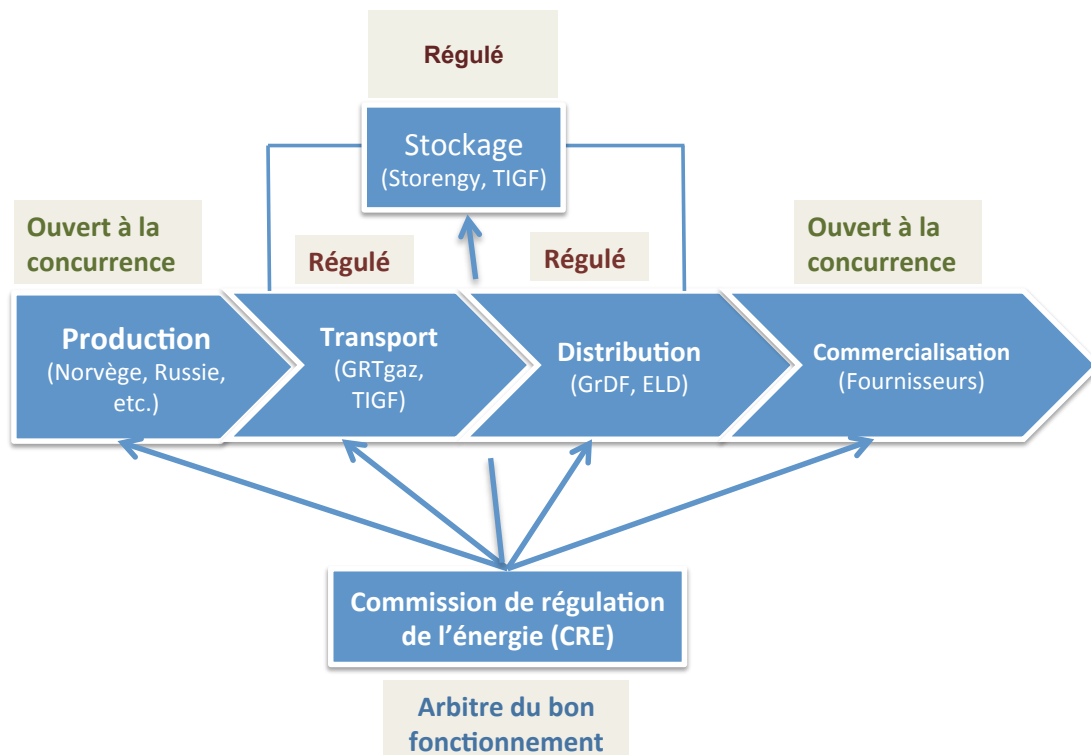 Régulé
Stockage
(Storengy, TIGF)
Ouvert à la
concurrence
Régulé
Régulé
Ouvert à la
concurrence
Production
(Norvège, Russie,
etc.)
Transport
(GRTgaz,
TIGF)
Distribution
(GrDF, ELD)
Commercialisation
(Fournisseurs)
Commission de régulation
de l’énergie (CRE)
Arbitre du bon
fonctionnement